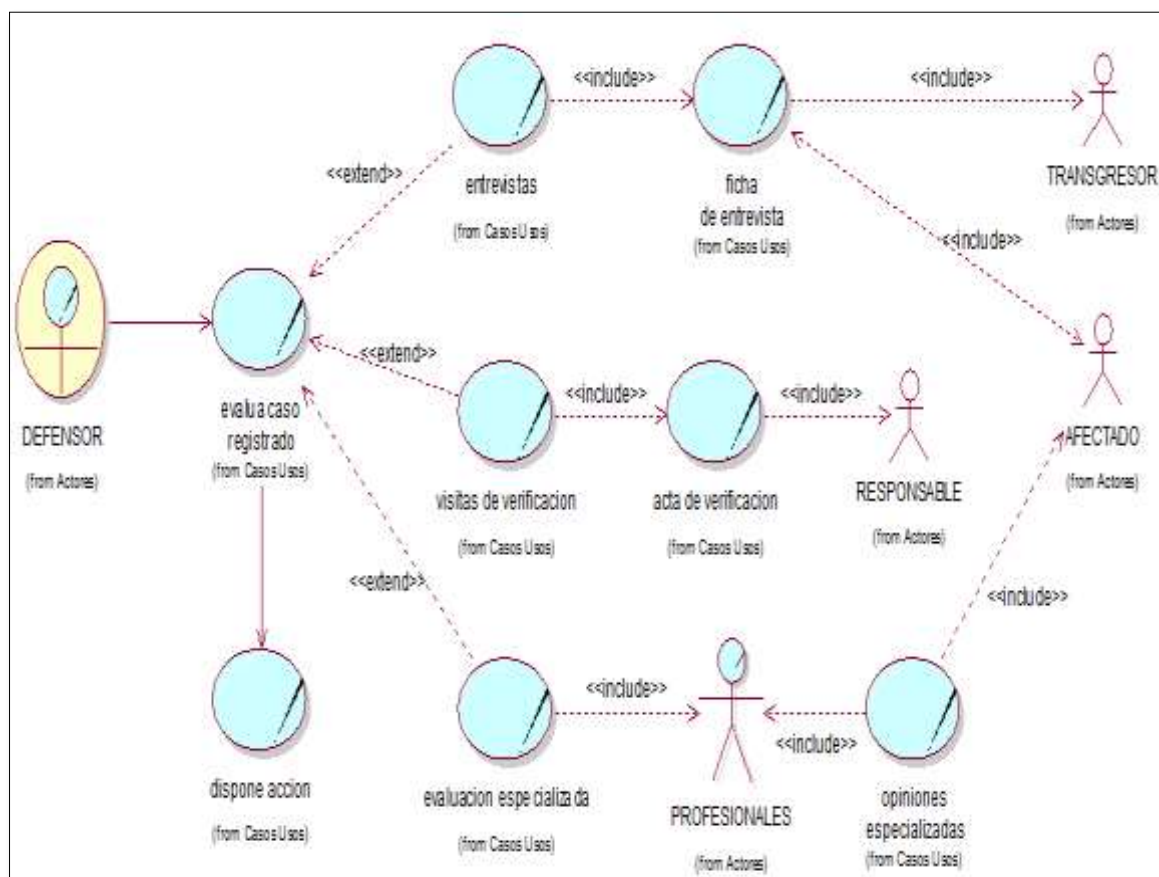 <<include>>
<<include>>
<<extend>>
entrevistas
(from Casos Usos)
ficha
de entrevista
(from Casos Usos)
TRANSGRESOR
(from Actores)
<<include>>
<<extend>>
<<include>>
<<include>>
DEFENSOR
(from Actores)
evalua caso
registrado
(from Casos Usos)
visitas de verificacion
(from Casos Usos)
acta de verificacion
(from Casos Usos)
RESPONSABLE
(from Actores)
AFECTADO
(from Actores)
<<extend>>
<<include>>
<<include>>
<<include>>
dispone accion
(from Casos Usos)
evaluacion especializada
(from Casos Usos)
PROFESIONALES
(from Actores)
opiniones
especializadas
(from Casos Usos)